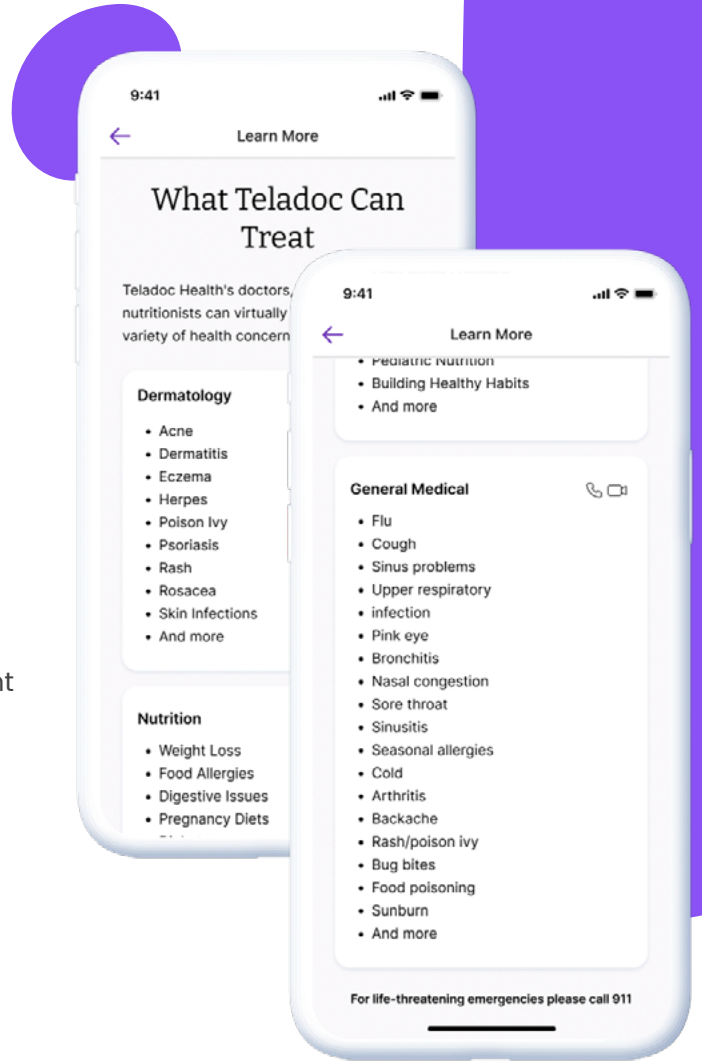 9:41
Learn More
What Teladoc Can
Treat
Teladoc Health's doctors,
nutritionists can virtually
variety of health concern
Dermatology
• Acne
• Dermatitis
• Eczema
• Herpes
• Poison Ivy
• Psoriasis
• Rash
• Rosacea
• Skin Infections
• And more
Nutrition
• Weight Loss
• Food Allergies
• Digestive Issues
• Pregnancy Diets
nt
9:41
Learn More
• Pediatric Nutrition
• Building Healthy Habits
• And more
General Medical
• Flu
• Cough
• Sinus problems
• Upper respiratory
• infection
• Pink eye
• Bronchitis
• Nasal congestion
• Sore throat
• Sinusitis
• Seasonal allergies
• Cold
• Arthritis
• Backache
• Rash/poison ivy
• Bug bites
• Food poisoning
• Sunburn
• And more
For life-threatening emergencies please call 911